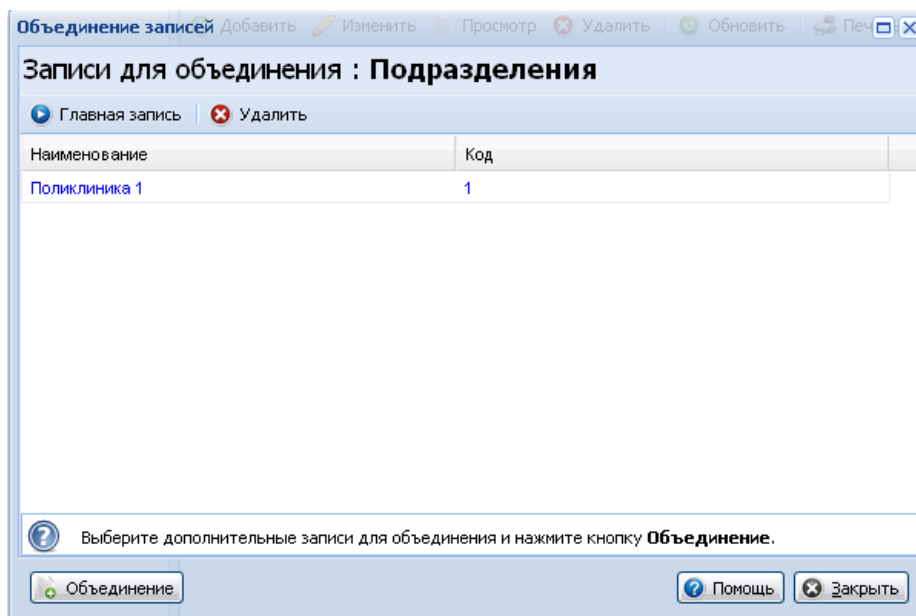 Объединение записей Добавить Изменить Просмотр Удалить Обновить Печ
Записи для объединения : Подразделения
Главная запись Удалить
Наименование Код
Поликлиника 1 1
Выберите дополнительные записи для объединения и нажмите кнопку Объединение.
Объединение Помощь Закрыть